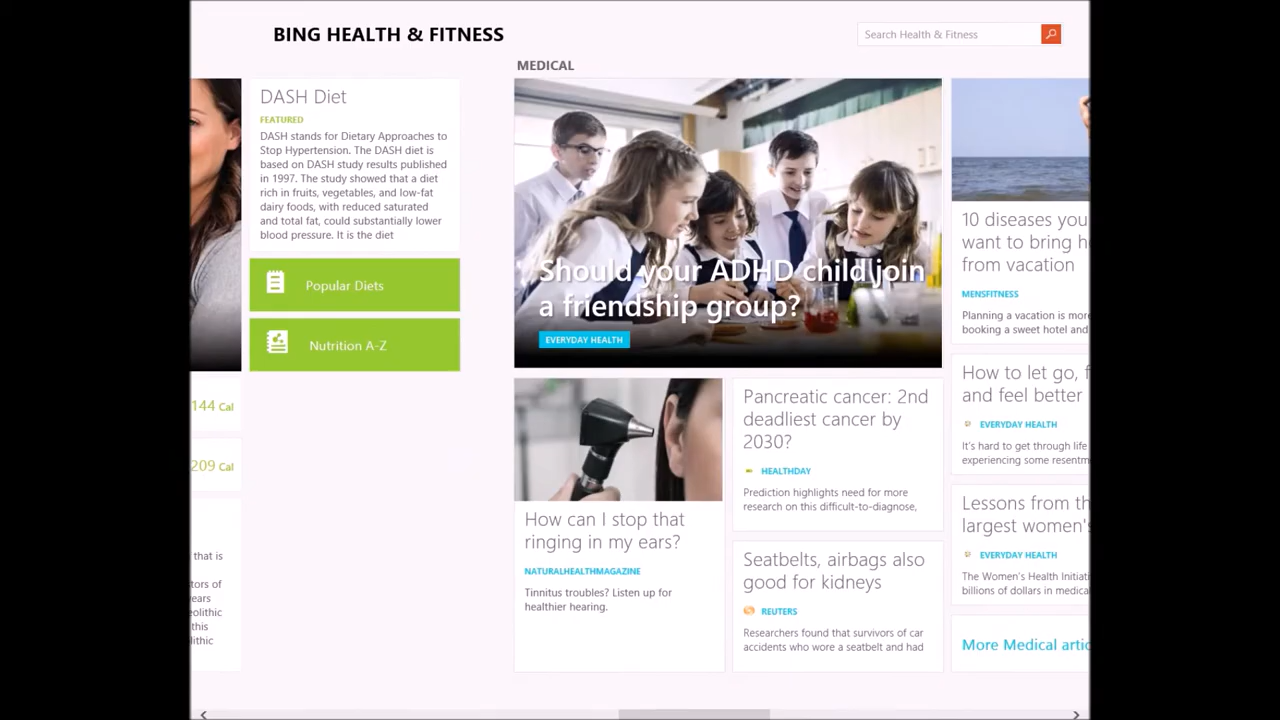 BING HEALTH & FITNESS
Search Health & Fitness
MEDICAL
DASH Diet
FEATURED
DASH stands for Dietary Approaches to
Stop Hypertension. The DASH diet is
based on DASH study results published
in 1997. The study showed that a diet
rich in fruits, vegetables, and low-fat
dairy foods, with reduced saturated
and total fat, could substantially lower
blood pressure. It is the diet
Popular Diets
Nutrition A-Z
144 Cal
209 Cal
that is
tors of
ears
eolithic
this
lithic
Should your ADHD child join
a friendship group?
EVERYDAY HEALTH
How can I stop that
ringing in my ears?
NATURALHEALTHMAGAZINE
Tinnitus troubles? Listen up for
healthier hearing.
Pancreatic cancer: 2nd
deadliest cancer by
2030?
HEALTHDAY
Prediction highlights need for more
research on this difficult-to-diagnose,
Seatbelts, airbags also
good for kidneys
REUTERS
Researchers found that survivors of car
accidents who wore a seatbelt and had
10 diseases you
want to bring h
from vacation
MENSFITNESS
Planning a vacation is more
booking a sweet hotel and
How to let go, f
and feel better
EVERYDAY HEALTH
It's hard to get through life
experiencing some resentm
Lessons from th
largest women's
EVERYDAY HEALTH
The Women's Health Initiati
billions of dollars in medica
More Medical artic